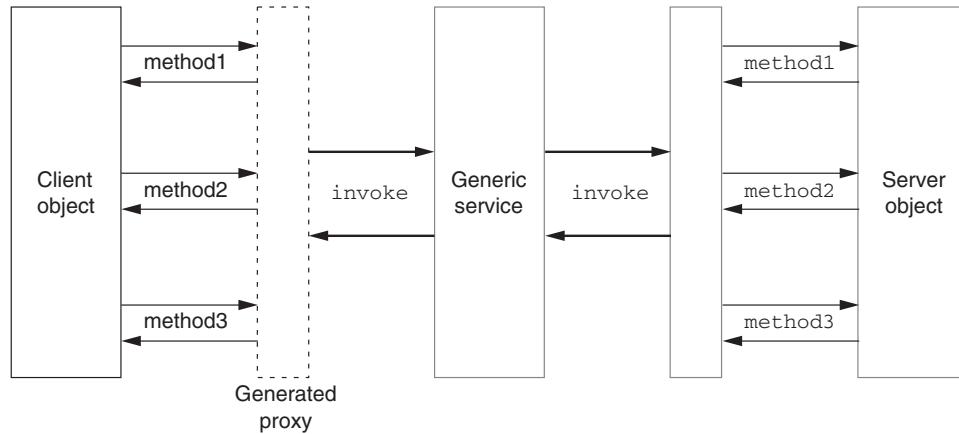 method1
method1
Client
object
method2
invoke
Generic
service
invoke
method2
Server
object
method3
method3
Generated
proxy